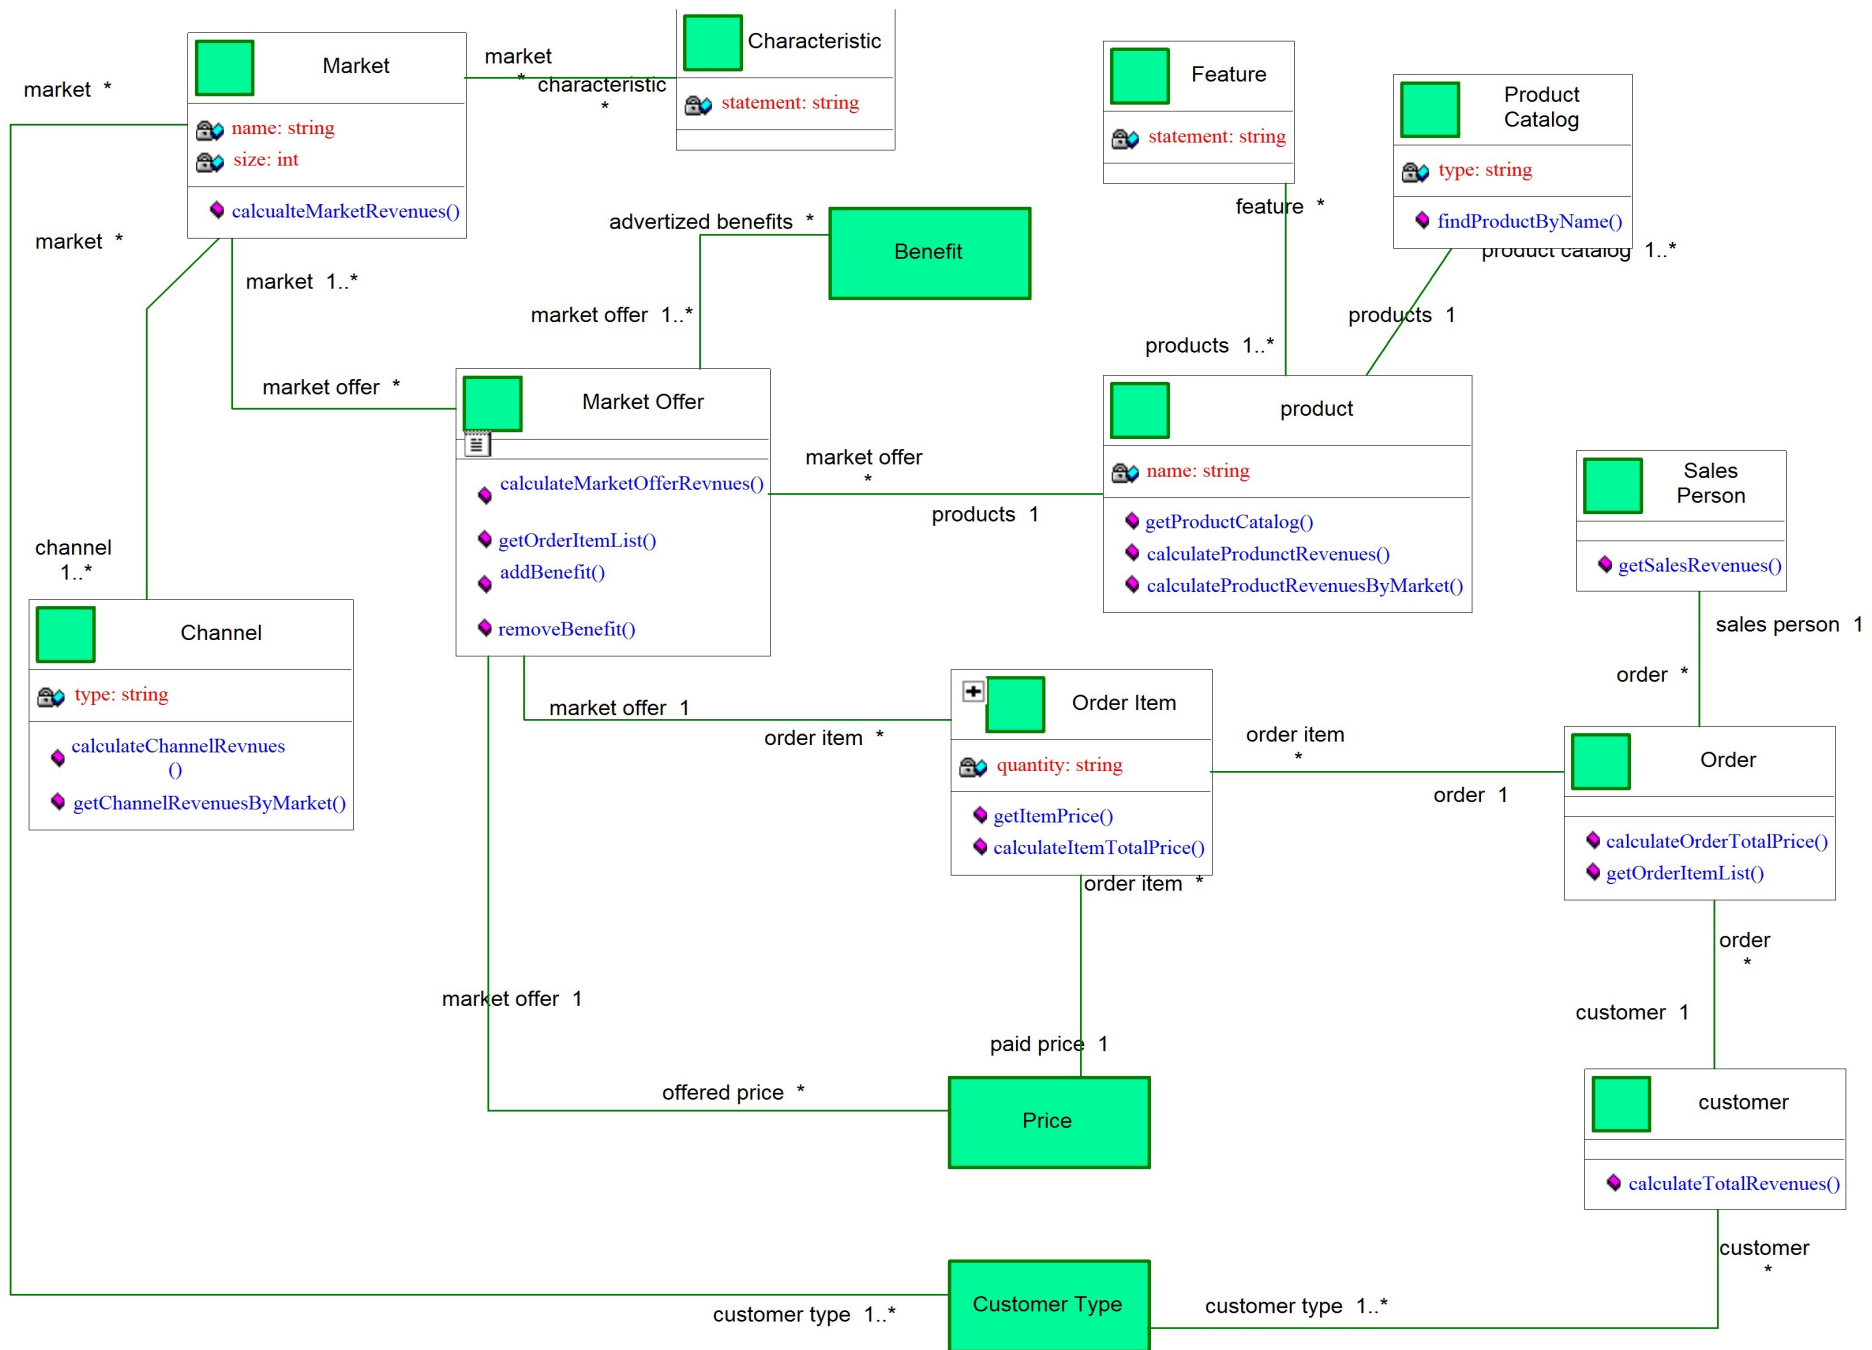 Market
name: string
size: int
calcualteMarketRevenues()
market *
market
*
characteristic
*
Characteristic
statement: string
Feature
statement: string
feature *
products 1..*
Product
Catalog
type: string
findProductByName()
product catalog 1..*
products 1
market *
market 1..*
market offer *
advertized benefits *
Benefit
market offer 1..*
Market Offer
calculateMarketOfferRevnues()
getOrderItemList()
addBenefit()
removeBenefit()
market offer
*
products 1
product
name: string
getProductCatalog()
calculateProdunctRevenues()
calculateProductRevenuesByMarket()
Sales
Person
getSalesRevenues()
sales person 1
order *
channel
1..*
Channel
type: string
calculateChannelRevnues
()
getChannelRevenuesByMarket()
market offer 1
order item *
Order Item
quantity: string
getItemPrice()
calculateItemTotalPrice()
order item
*
order 1
Order
calculateOrderTotalPrice()
getOrderItemList()
order item *
paid price 1
market offer 1
offered price *
Price
order
*
customer 1
customer
calculateTotalRevenues()
customer
*
customer type 1..*
Customer Type
customer type 1..*